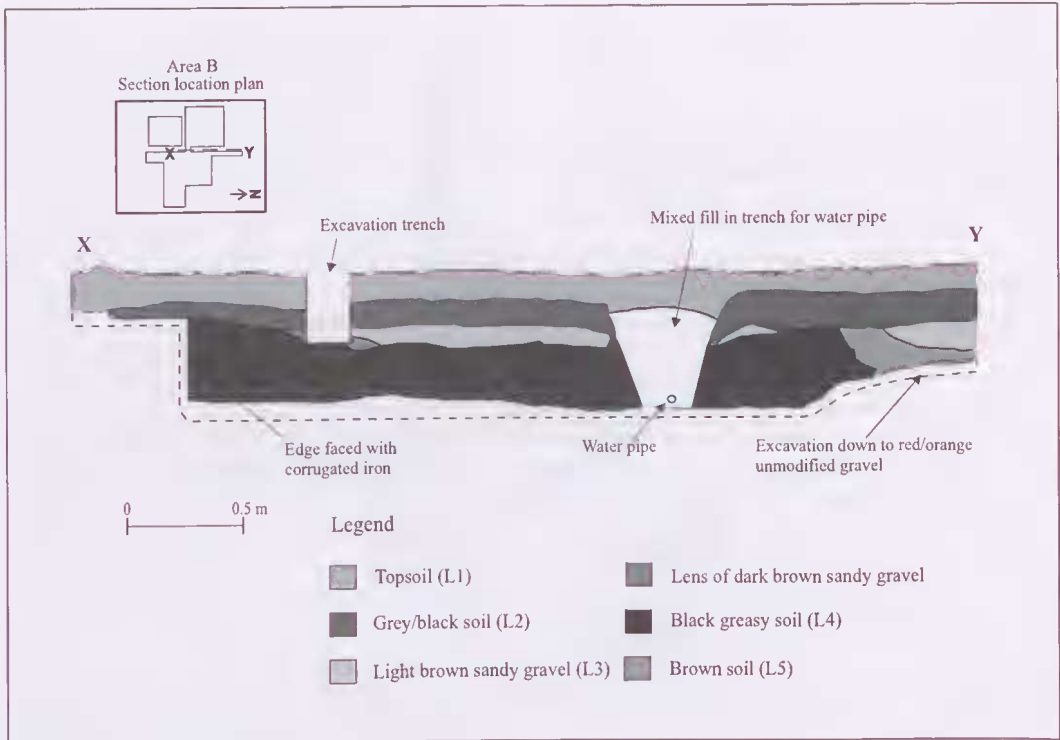 Area B
Section location plan
X
Y
N
X
Excavation trench
Mixed fill in trench for water pipe
Y
Edge faced with
corrugated iron
Water pipe
Excavation down to red/orange
unmodified gravel
0
0.5 m
Legend
Topsoil (L1)
Lens of dark brown sandy gravel
Grey/black soil (L2)
Black greasy soil (L4)
Light brown sandy gravel (L3)
Brown soil (L5)